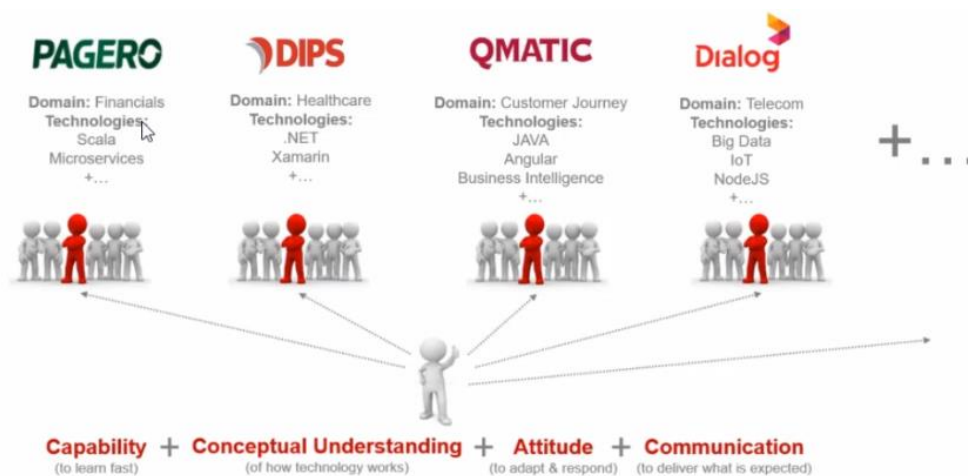 PAGERO
Domain: Financials
Technologies:
Scala
Microservices
+...
DIPS
Domain: Healthcare
Technologies:
.NET
Xamarin
+...
QMATIC
Domain: Customer Journey
Technologies:
JAVA
Angular
Business Intelligence
+...
Dialog
Domain: Telecom
Technologies:
Big Data
IoT
NodeJS
+...
+...
Capability + Conceptual Understanding + Attitude + Communication
(to learn fast) (of how technology works) (to adapt & respond) (to deliver what is expected)